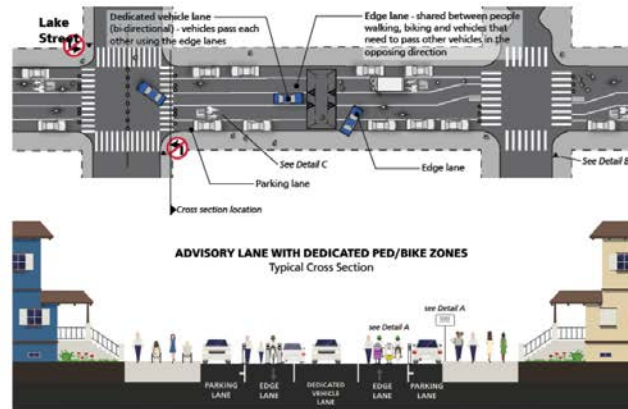 Lake
Street
Dedicated vehicle lane
(bi-directional) - vehicles pass each
other using the edge lanes
Edge lane - shared between people
walking, biking and vehicles that
need to pass other vehicles in the
opposing direction
See Detail C
Parking lane
Edge lane
See Detail B
Cross section location
ADVISORY LANE WITH DEDICATED PED/BIKE ZONES
Typical Cross Section
see Detail A
see Detail A
PARKING
LANE
EDGE
LANE
DEDICATED
VEHICLE
LANE
EDGE
LANE
PARKING
LANE